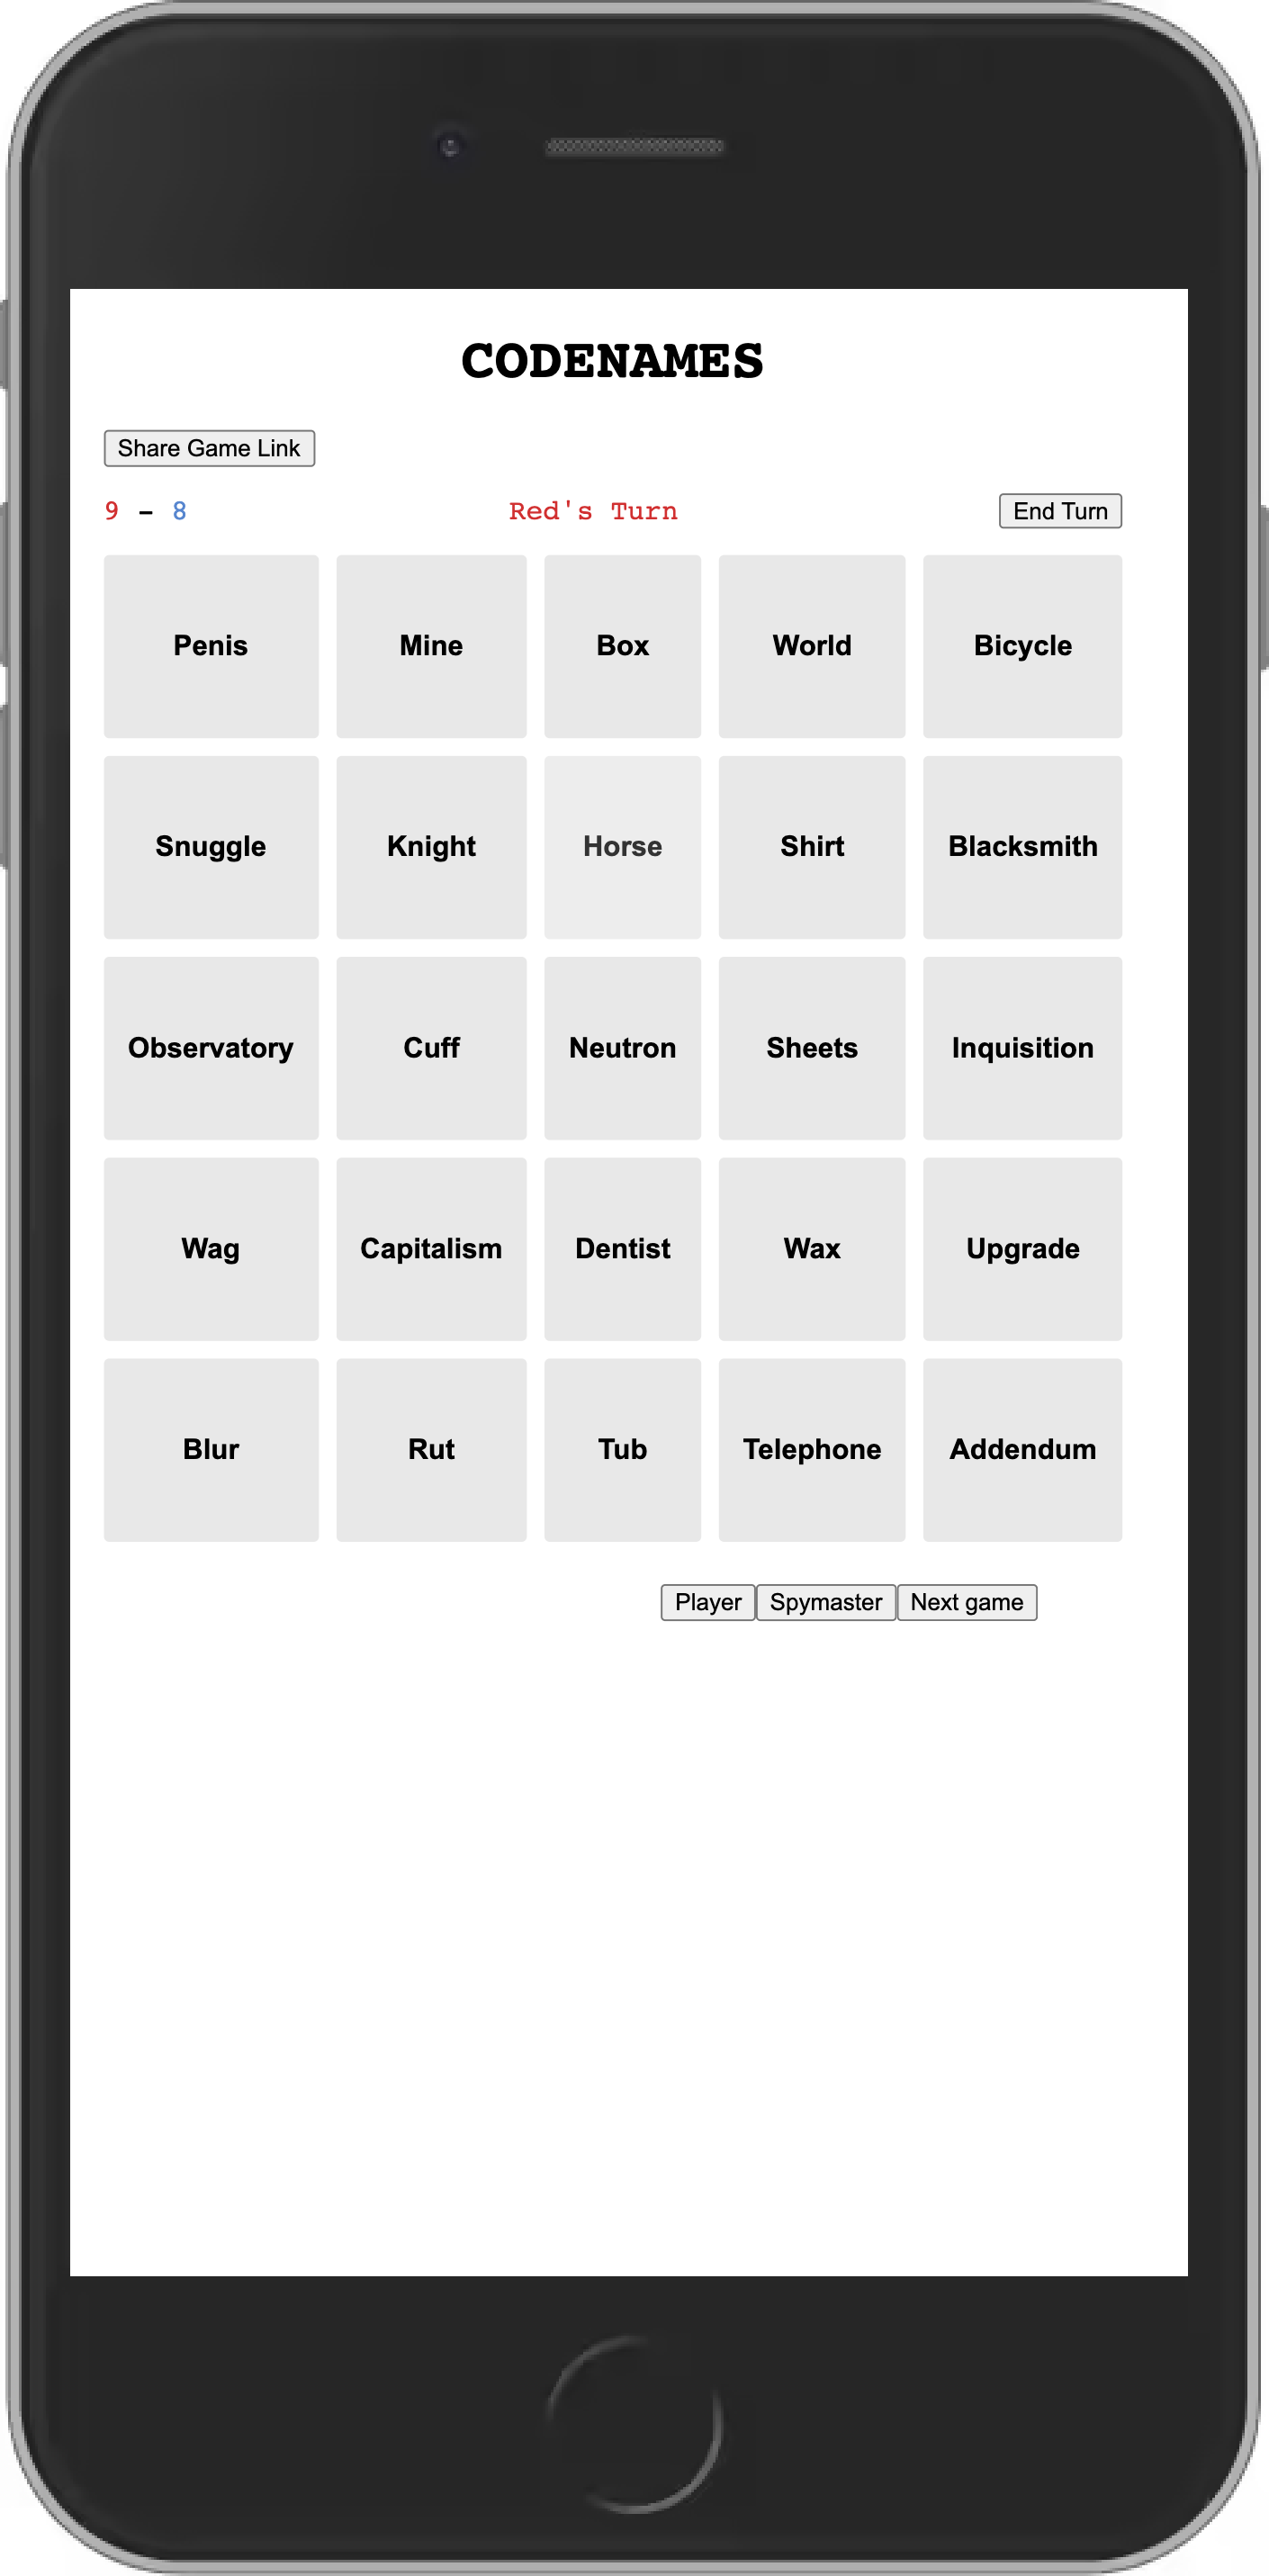 CODENAMES
Share Game Link
9 – 8 Red's Turn End Turn
Penis Mine Box World Bicycle
Snuggle Knight Horse Shirt Blacksmith
Observatory Cuff Neutron Sheets Inquisition
Wag Capitalism Dentist Wax Upgrade
Blur Rut Tub Telephone Addendum
Player Spymaster Next game